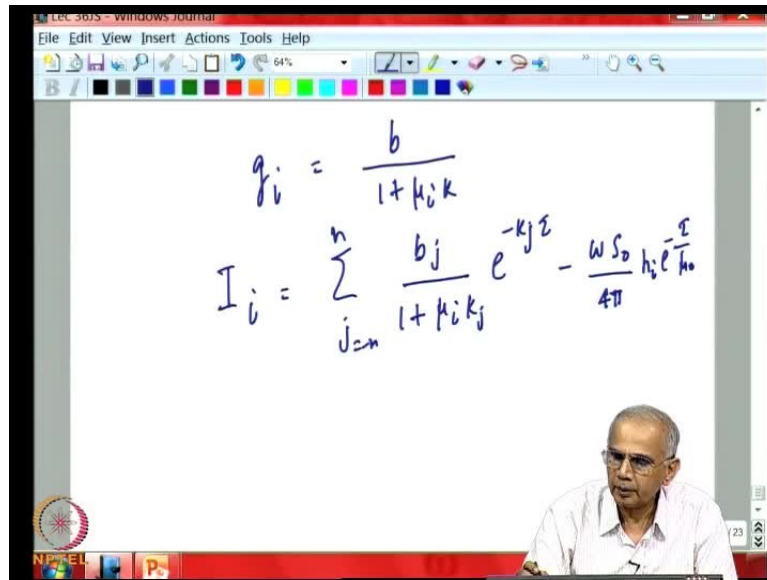 Lec 36JS - Windows Journal
File Edit View Insert Actions Tools Help
64%
B I
g_i = b / (1 + μ_i k)
I_i = Σ_{j=-n}^{n} b_j / (1 + μ_i k_j) e^{-k_j τ} - ω S_0 / 4π h_i e^{-τ/μ_0}
/23
NPTEL